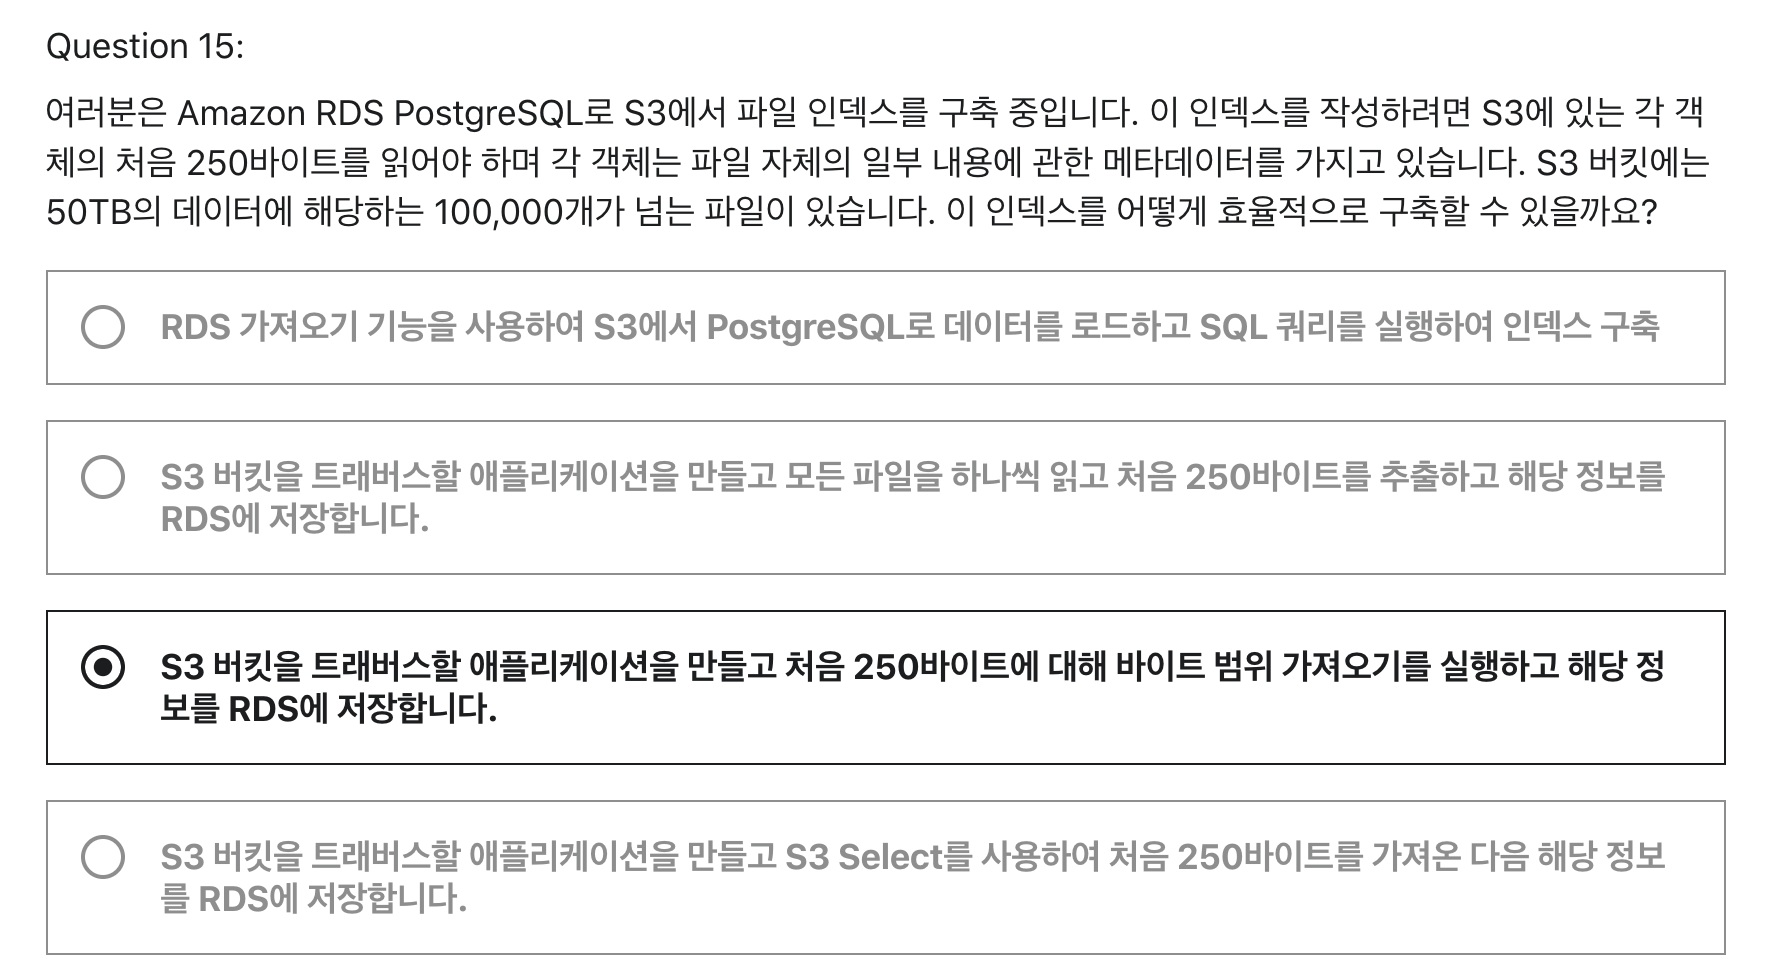 Question 15:
여러분은 Amazon RDS PostgreSQL로 S3에서 파일 인덱스를 구축 중입니다. 이 인덱스를 작성하려면 S3에 있는 각 객
체의 처음 250바이트를 읽어야 하며 각 객체는 파일 자체의 일부 내용에 관한 메타데이터를 가지고 있습니다. S3 버킷에는
50TB의 데이터에 해당하는 100,000개가 넘는 파일이 있습니다. 이 인덱스를 어떻게 효율적으로 구축할 수 있을까요?
RDS 가져오기 기능을 사용하여 S3에서 PostgreSQL로 데이터를 로드하고 SQL 쿼리를 실행하여 인덱스 구축
S3 버킷을 트래버스할 애플리케이션을 만들고 모든 파일을 하나씩 읽고 처음 250바이트를 추출하고 해당 정보를
RDS에 저장합니다.
S3 버킷을 트래버스할 애플리케이션을 만들고 처음 250바이트에 대해 바이트 범위 가져오기를 실행하고 해당 정
보를 RDS에 저장합니다.
S3 버킷을 트래버스할 애플리케이션을 만들고 S3 Select를 사용하여 처음 250바이트를 가져온 다음 해당 정보
를 RDS에 저장합니다.